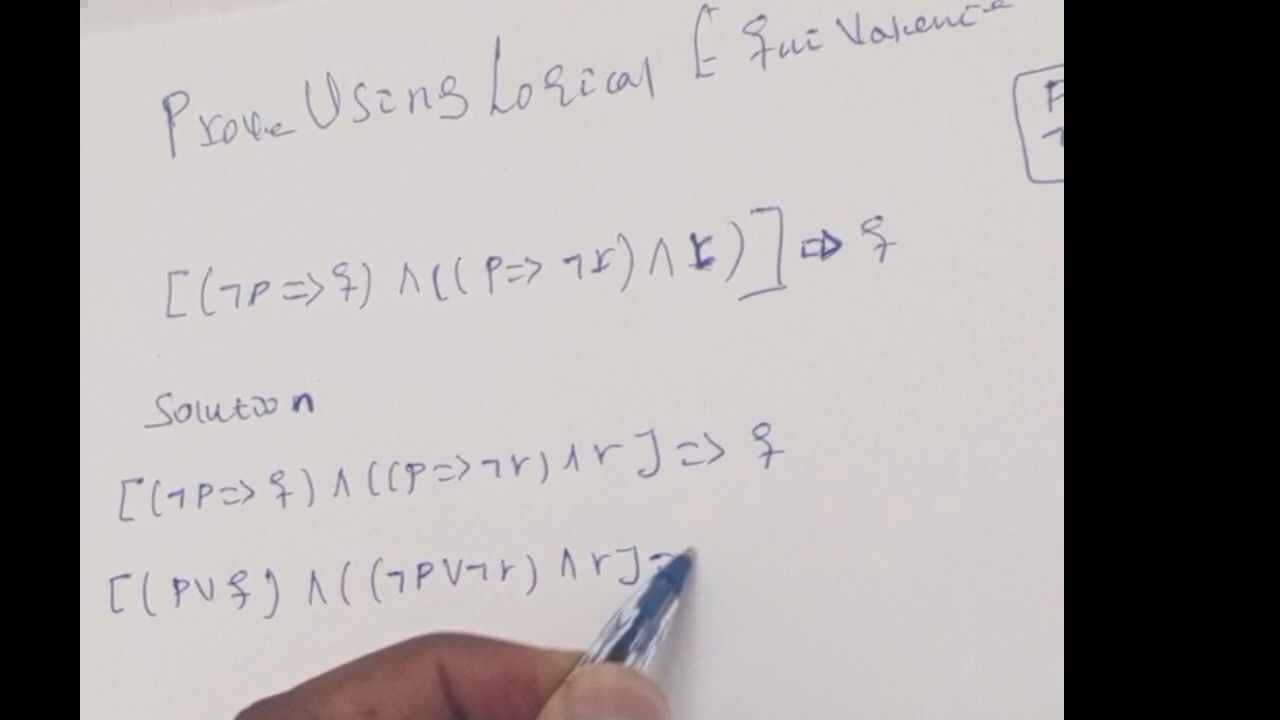 Prove Using Logical Equivalence
P
¬
[(¬P=>q) ∧ ((P=> ¬r) ∧ r)] => q
Solution
[(¬P=> q) ∧ ((P=> ¬r) ∧ r] => q
[(P∨q) ∧ ((¬P∨¬r) ∧ r]